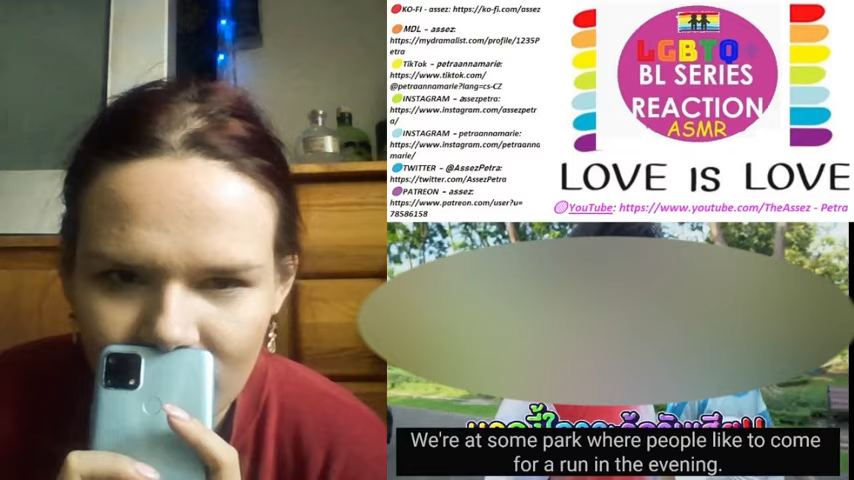 KO-FI - assez: https://ko-fi.com/assez
MDL - assez:
https://mydramalist.com/profile/1235P
etra
TikTok - petraannamarie:
https://www.tiktok.com/
@petraannamarie?lang=cs-CZ
INSTAGRAM - assezpetra:
https://www.instagram.com/assezpetr
a/
INSTAGRAM - petraannamarie:
https://www.instagram.com/petraanna
marie/
TWITTER - @AssezPetra:
https://twitter.com/AssezPetra
PATREON - assez:
https://www.patreon.com/user?u=
78586158
LGBTQ+
BL SERIES
REACTION
ASMR
LOVE IS LOVE
YouTube: https://www.youtube.com/TheAssez - Petra
We're at some park where people like to come
for a run in the evening.